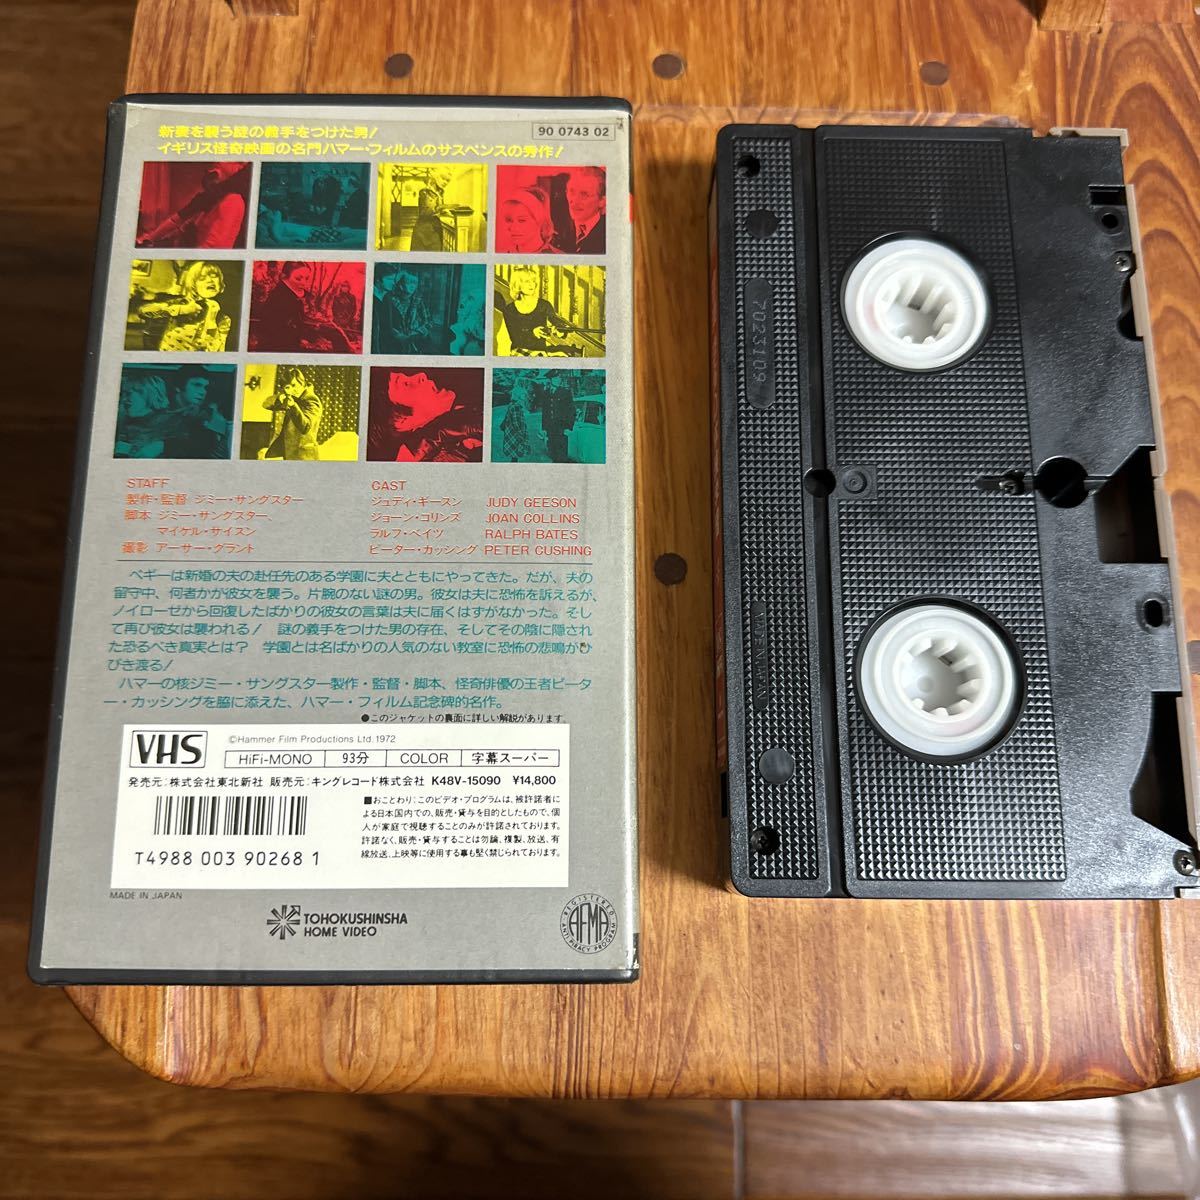 新妻を襲う謎の義手をつけた男!
イギリス怪奇映画の名門ハマー・フィルムのサスペンスの秀作!
90 0743 02
STAFF
製作・監督 ジミー・サングスター
脚本 ジミー・サングスター、
マイケル・サイスン
撮影 アーサー・グラント
CAST
ジュディ・ギースン JUDY GEESON
ジョーン・コリンズ JOAN COLLINS
ラルフ・ベイツ RALPH BATES
ピーター・カッシング PETER CUSHING
ペギーは新婚の夫の赴任先のある学園に夫とともにやってきた。だが、夫の
留守中、何者かが彼女を襲う。片腕のない謎の男。彼女は夫に恐怖を訴えるが、
ノイローゼから回復したばかりの彼女の言葉は夫に届くはずがなかった。そし
て再び彼女は襲われる! 謎の義手をつけた男の存在、そしてその陰に隠され
た恐るべき真実とは? 学園とは名ばかりの人気のない教室に恐怖の悲鳴がひ
びき渡る!
ハマーの核ジミー・サングスター製作・監督・脚本、怪奇俳優の王者ピータ
ー・カッシングを脇に添えた、ハマー・フィルム記念碑的名作。
●このジャケットの裏面に詳しい解説があります。
VHS
©Hammer Film Productions Ltd. 1972
HiFi-MONO 93分 COLOR 字幕スーパー
発売元:株式会社東北新社 販売元:キングレコード株式会社 K48V-15090 ¥14,800
■おことわり:このビデオ・プログラムは、被許諾者に
よる日本国内での、販売・貸与を目的としたもので、個
人が家庭で視聴することのみが許諾されております。
許諾なく、販売・貸与することは勿論、複製、放送、有
線放送、上映等に使用する事も堅く禁じられております。
T4988 003 90268 1
MADE IN JAPAN
TOHOKUSHINSHA
HOME VIDEO
REGISTERED
AFMA
ANTI PIRACY PROGRAM
7023109
MADE IN JAPAN